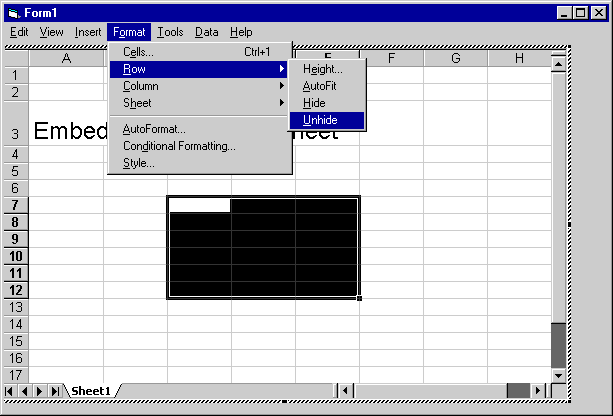 Form1
Edit View Insert Format Tools Data Help
Cells... Ctrl+1
Row
Column
Sheet
AutoFormat...
Conditional Formatting...
Style...
Height...
AutoFit
Hide
Unhide
A E F G H
1
2
3 Embed heet
4
5
6
7
8
9
10
11
12
13
14
15
16
17
Sheet1